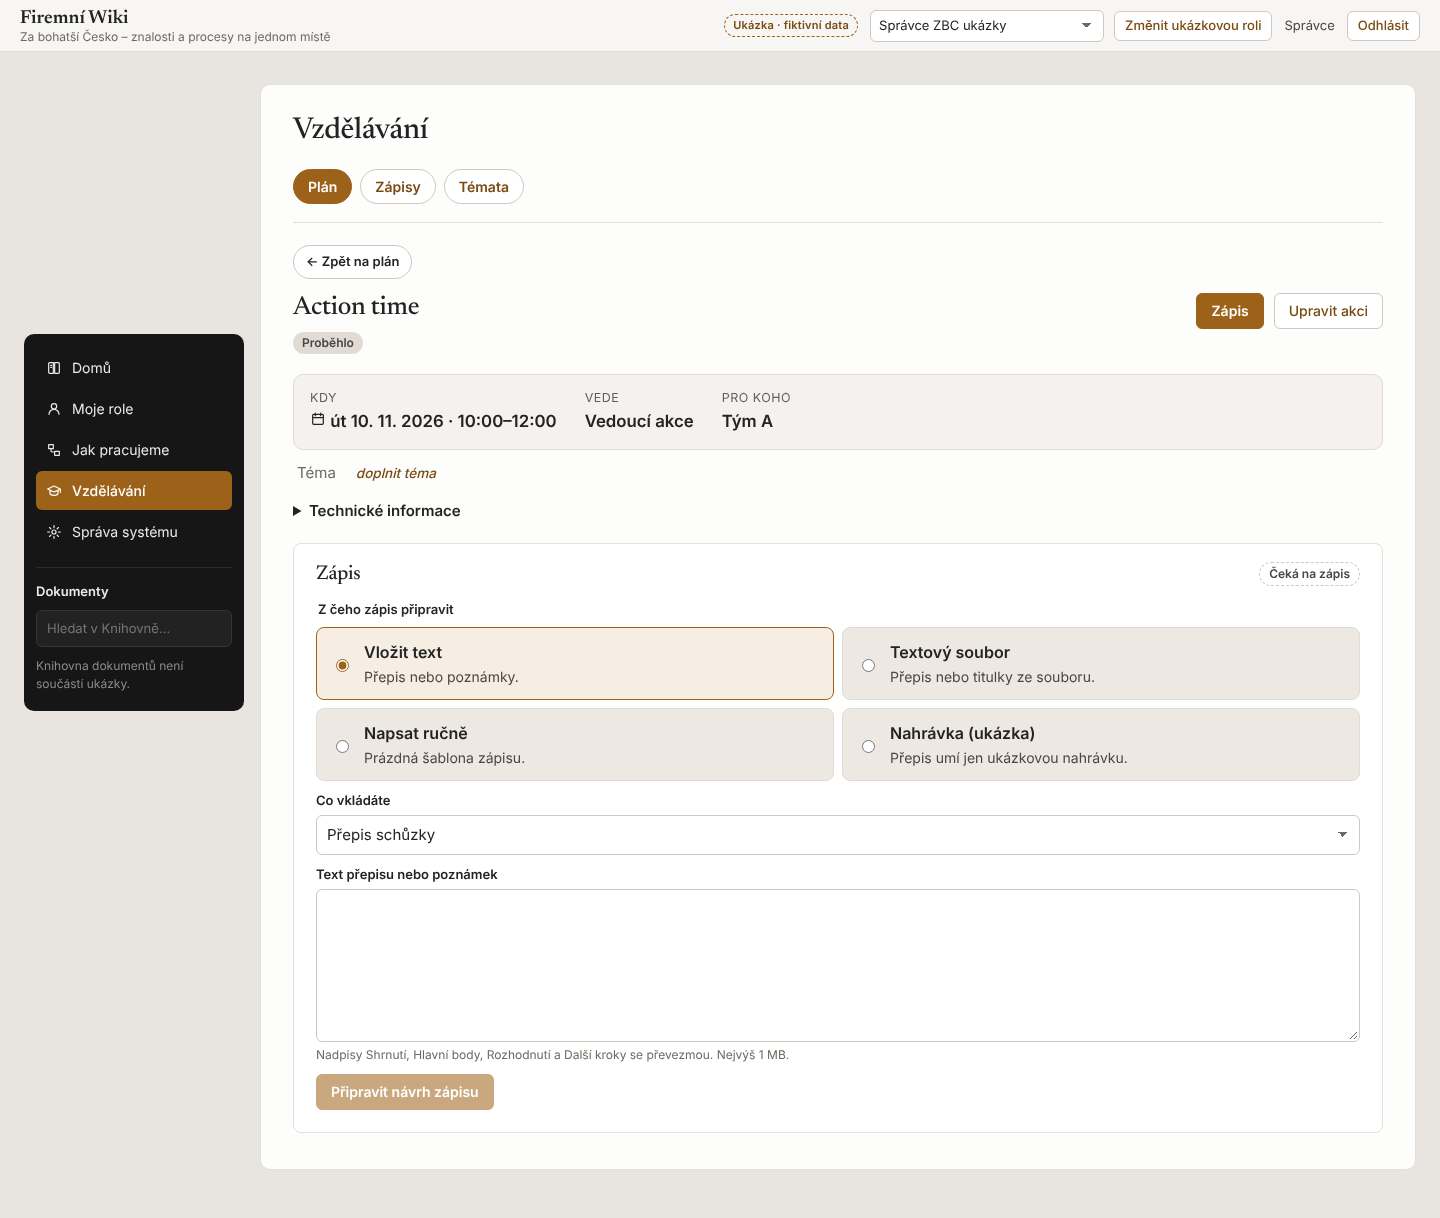 Firemní Wiki
Za bohatší Česko – znalosti a procesy na jednom místě
Ukázka · fiktivní data
Správce ZBC ukázky
Změnit ukázkovou roli
Správce
Odhlásit
Domů
Moje role
Jak pracujeme
Vzdělávání
Správa systému
Dokumenty
Hledat v Knihovně...
Knihovna dokumentů není
součástí ukázky.
Vzdělávání
Plán
Zápisy
Témata
← Zpět na plán
Action time
Proběhlo
Zápis
Upravit akci
KDY
út 10. 11. 2026 · 10:00–12:00
VEDE
Vedoucí akce
PRO KOHO
Tým A
Téma
doplnit téma
Technické informace
Zápis
Čeká na zápis
Z čeho zápis připravit
Vložit text
Přepis nebo poznámky.
Textový soubor
Přepis nebo titulky ze souboru.
Napsat ručně
Prázdná šablona zápisu.
Nahrávka (ukázka)
Přepis umí jen ukázkovou nahrávku.
Co vkládáte
Přepis schůzky
Text přepisu nebo poznámek
Nadpisy Shrnutí, Hlavní body, Rozhodnutí a Další kroky se převezmou. Nejvýš 1 MB.
Připravit návrh zápisu